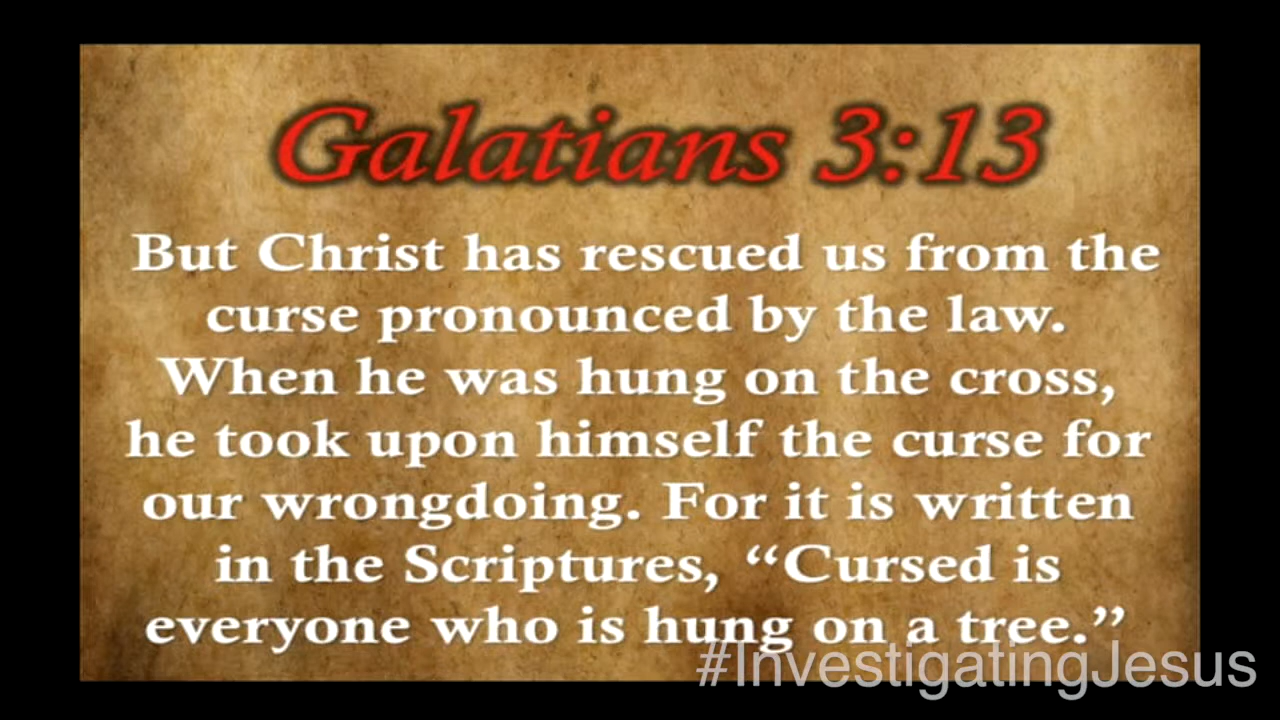 Galatians 3:13
But Christ has rescued us from the
curse pronounced by the law.
When he was hung on the cross,
he took upon himself the curse for
our wrongdoing. For it is written
in the Scriptures, “Cursed is
everyone who is hung on a tree.”
#InvestigatingJesus